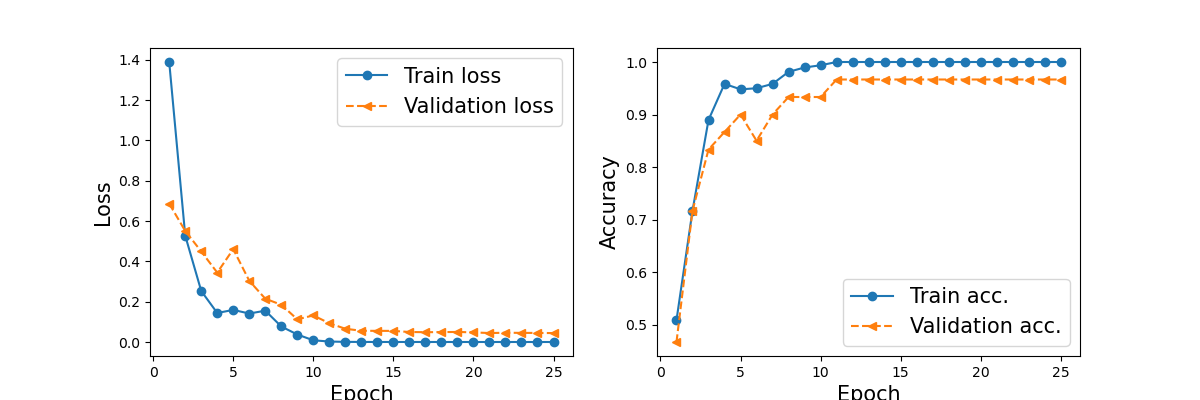 1.4
1.2
1.0
0.8
0.6
0.4
0.2
0.0
Loss
0 5 10 15 20 25
Epoch
Train loss
Validation loss
1.0
0.9
0.8
0.7
0.6
0.5
Accuracy
0 5 10 15 20 25
Epoch
Train acc.
Validation acc.